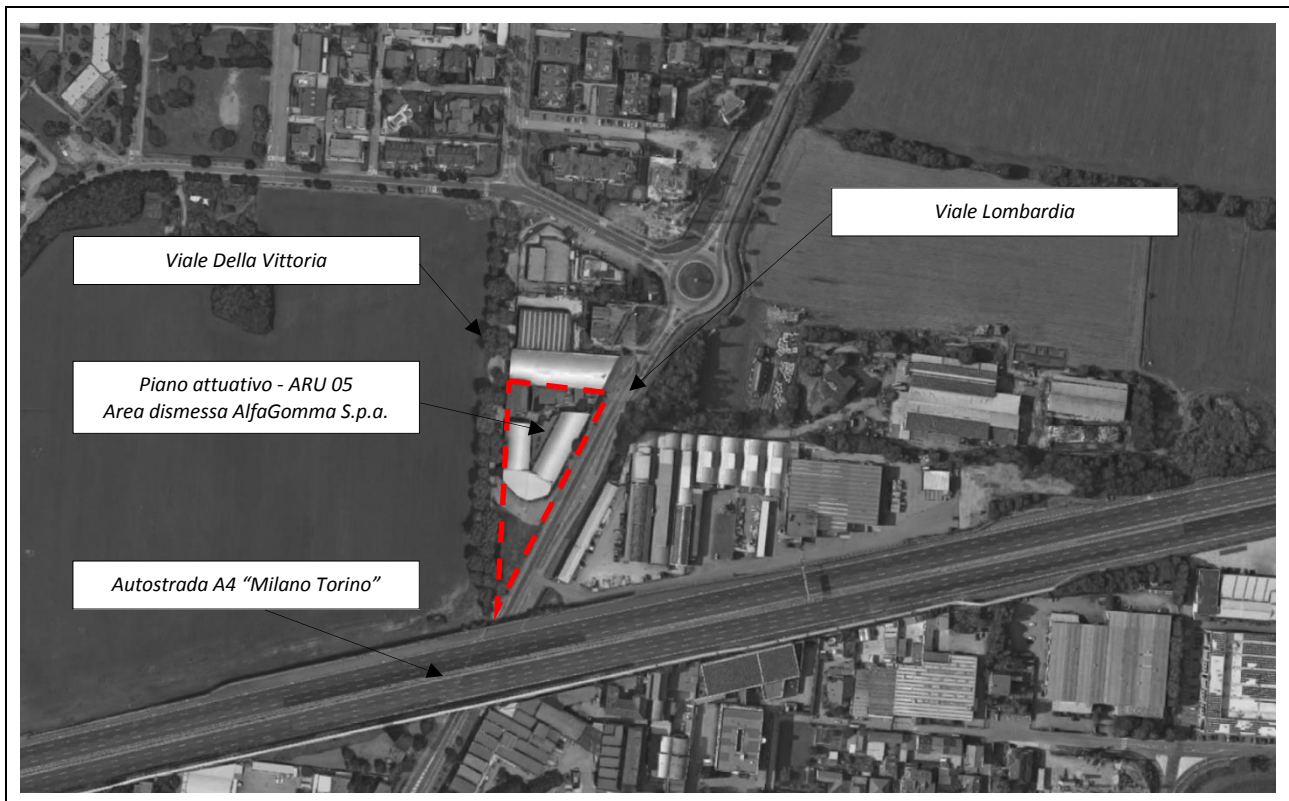 Viale Lombardia
Viale Della Vittoria
Piano attuativo - ARU 05
Area dismessa AlfaGomma S.p.a.
Autostrada A4 “Milano Torino”